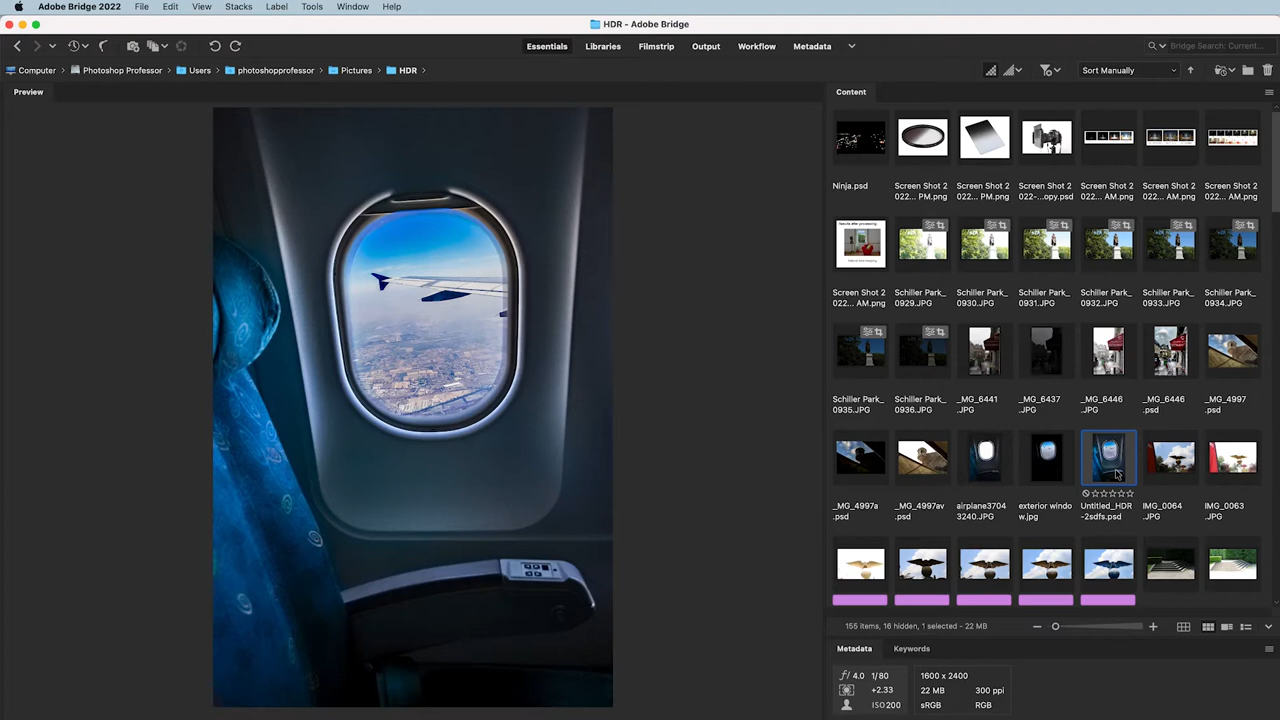 Adobe Bridge 2022 File Edit View Stacks Label Tools Window Help
HDR - Adobe Bridge
Essentials Libraries Filmstrip Output Workflow Metadata
Bridge Search: Current...
Computer Photoshop Professor Users photoshopprofessor Pictures HDR
Sort Manually
Preview
Content
Ninja.psd
Screen Shot 2
022... PM.png
Screen Shot 2
022... PM.png
Screen Shot 2
022-...opy.psd
Screen Shot 2
022... AM.png
Screen Shot 2
022... AM.png
Screen Shot 2
022... AM.png
Screen Shot 2
022... AM.png
Schiller Park_
0929.JPG
Schiller Park_
0930.JPG
Schiller Park_
0931.JPG
Schiller Park_
0932.JPG
Schiller Park_
0933.JPG
Schiller Park_
0934.JPG
Schiller Park_
0935.JPG
Schiller Park_
0936.JPG
_MG_6441
.JPG
_MG_6437
.JPG
_MG_6446
.JPG
_MG_6446
.psd
_MG_4997
.psd
_MG_4997a
.psd
_MG_4997av
.psd
airplane3704
3240.JPG
exterior windo
w.jpg
Untitled_HDR
-2sdfs.psd
IMG_0064
.JPG
IMG_0063
.JPG
155 items, 16 hidden, 1 selected - 22 MB
Metadata Keywords
f/ 4.0 1/80
+2.33
ISO200
1600 x 2400
22 MB 300 ppi
sRGB RGB